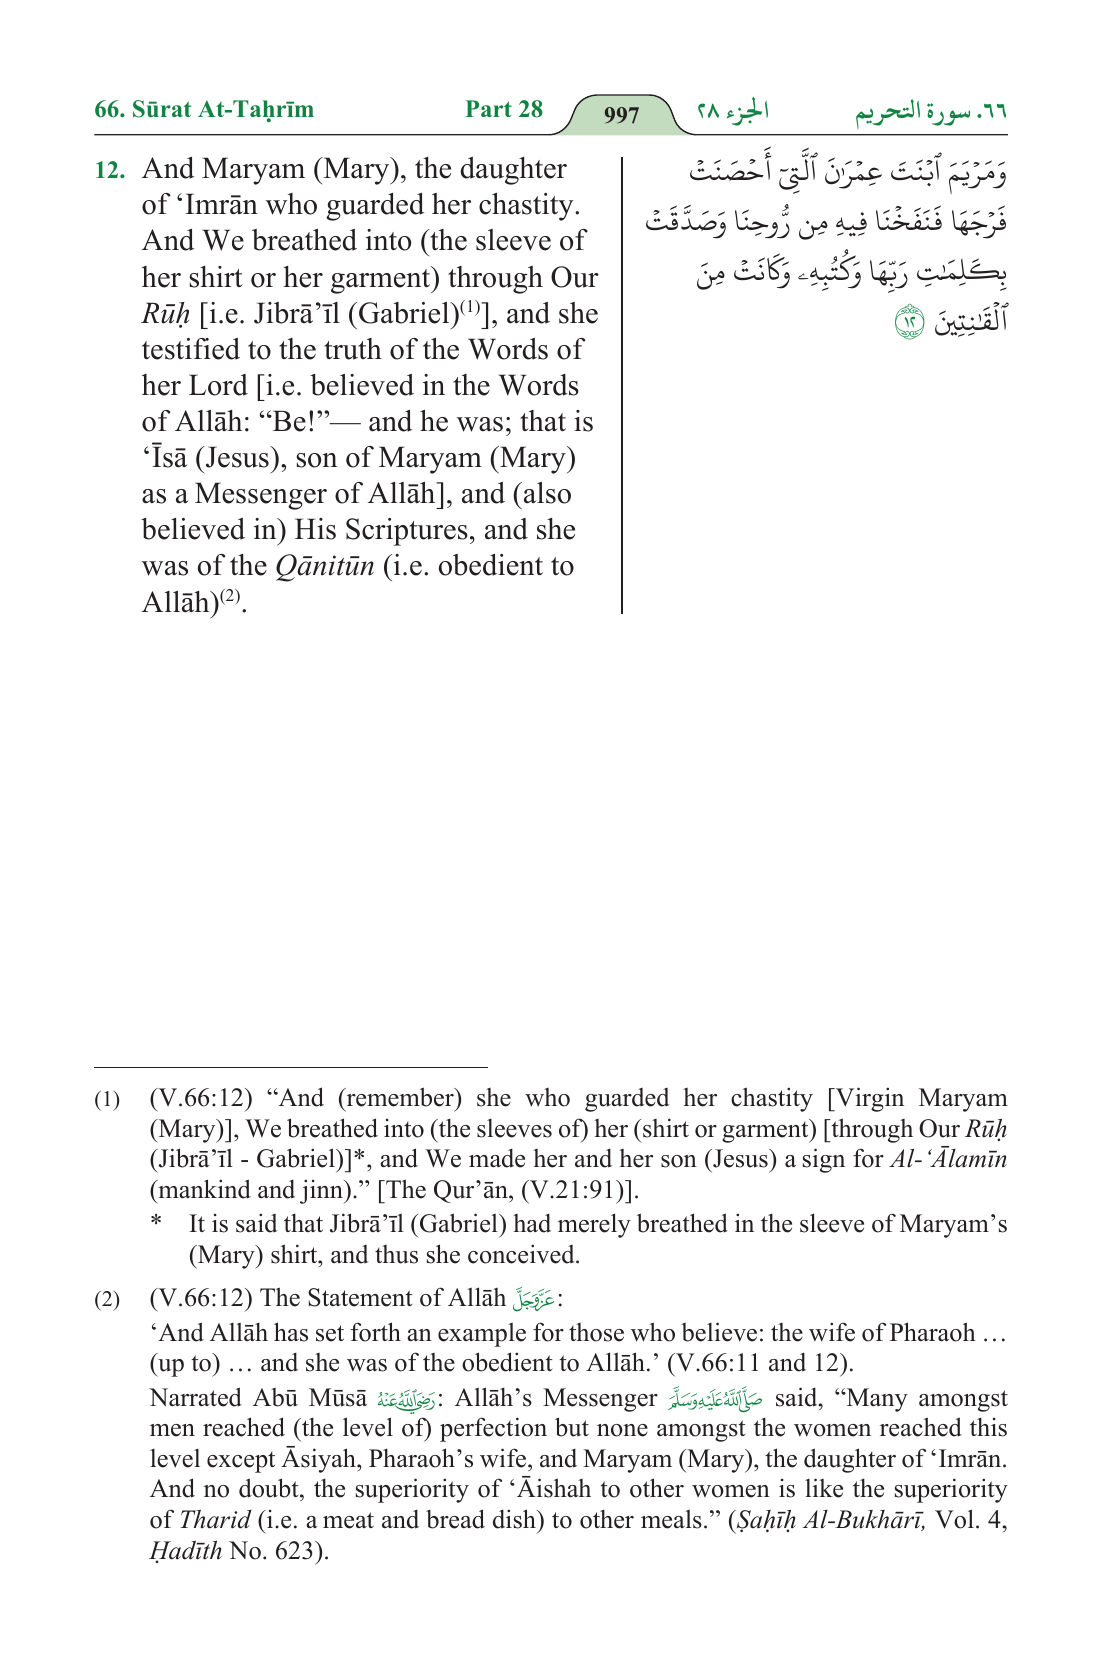 66. Sūrat At-Taḥrīm Part 28 997 الجزء ٢٨ ٦٦. سورة التحريم
12. And Maryam (Mary), the daughter
of ‘Imrān who guarded her chastity.
And We breathed into (the sleeve of
her shirt or her garment) through Our
Rūḥ [i.e. Jibrā’īl (Gabriel)(1)], and she
testified to the truth of the Words of
her Lord [i.e. believed in the Words
of Allāh: “Be!”— and he was; that is
‘Īsā (Jesus), son of Maryam (Mary)
as a Messenger of Allāh], and (also
believed in) His Scriptures, and she
was of the Qānitūn (i.e. obedient to
Allāh)(2).
وَمَرْيَمَ ٱبْنَتَ عِمْرَٰنَ ٱلَّتِىٓ أَحْصَنَتْ
فَرْجَهَا فَنَفَخْنَا فِيهِ مِن رُّوحِنَا وَصَدَّقَتْ
بِكَلِمَٰتِ رَبِّهَا وَكُتُبِهِۦ وَكَانَتْ مِنَ
ٱلْقَٰنِتِينَ ١٢
(1) (V.66:12) “And (remember) she who guarded her chastity [Virgin Maryam
(Mary)], We breathed into (the sleeves of) her (shirt or garment) [through Our Rūḥ
(Jibrā’īl - Gabriel)]*, and We made her and her son (Jesus) a sign for Al-‘Ālamīn
(mankind and jinn).” [The Qur’ān, (V.21:91)].
* It is said that Jibrā’īl (Gabriel) had merely breathed in the sleeve of Maryam’s
(Mary) shirt, and thus she conceived.
(2) (V.66:12) The Statement of Allāh عَزَّوَجَلَّ:
‘And Allāh has set forth an example for those who believe: the wife of Pharaoh …
(up to) … and she was of the obedient to Allāh.’ (V.66:11 and 12).
Narrated Abū Mūsā رَضِيَ اللَّهُ عَنْهُ: Allāh’s Messenger صَلَّى اللَّهُ عَلَيْهِ وَسَلَّمَ said, “Many amongst
men reached (the level of) perfection but none amongst the women reached this
level except Āsiyah, Pharaoh’s wife, and Maryam (Mary), the daughter of ‘Imrān.
And no doubt, the superiority of ‘Āishah to other women is like the superiority
of Tharid (i.e. a meat and bread dish) to other meals.” (Ṣaḥīḥ Al-Bukhārī, Vol. 4,
Ḥadīth No. 623).